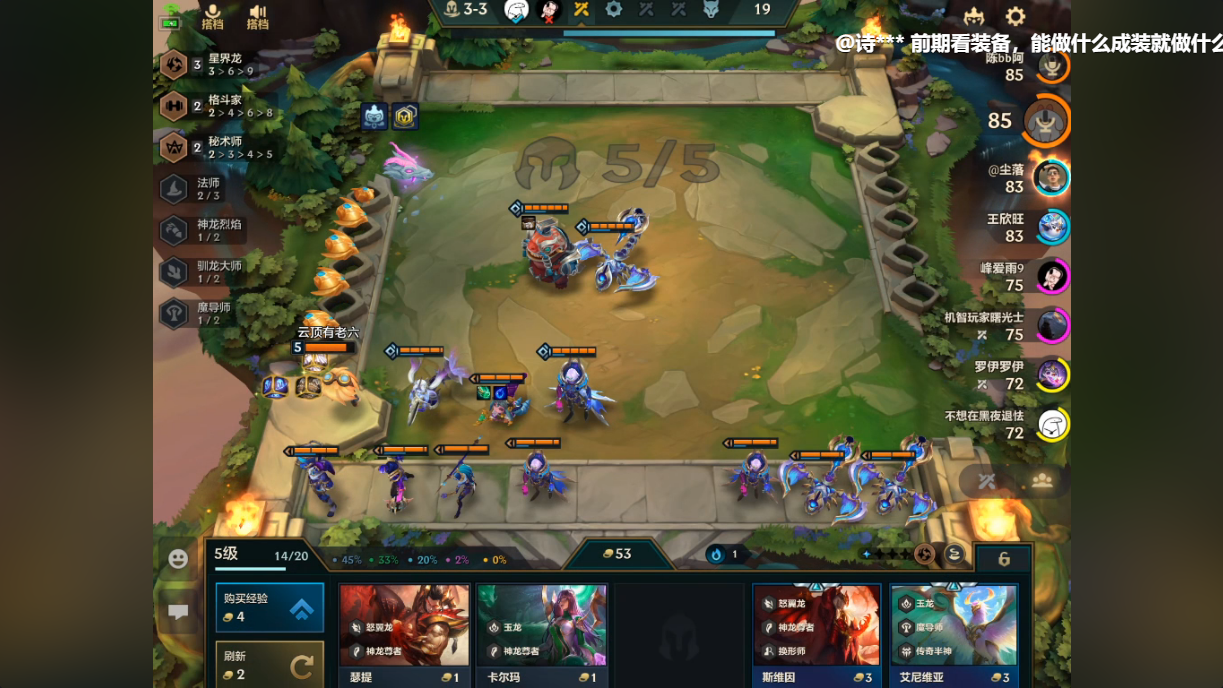 搭档
搭档
3-3
19
@诗*** 前期看装备，能做什么成装就做什么
3
星界龙
3 > 6 > 9
2
格斗家
2 > 4 > 6 > 8
2
秘术师
2 > 3 > 4 > 5
法师
2 / 3
神龙烈焰
1 / 2
驯龙大师
1 / 2
魔导师
1 / 2
5/5
陈bb阿
85
85
@尘落
83
王欣旺
83
峰爱雨9
75
机智玩家曙光士
75
罗伊罗伊
72
不想在黑夜退怯
72
云顶有老六
5
5级
14/20
45%
33%
20%
2%
0%
53
1
购买经验
4
刷新
2
怒翼龙
神龙尊者
瑟提
1
玉龙
神龙尊者
卡尔玛
1
怒翼龙
神龙尊者
换形师
斯维因
3
玉龙
魔导师
传奇半神
艾尼维亚
3